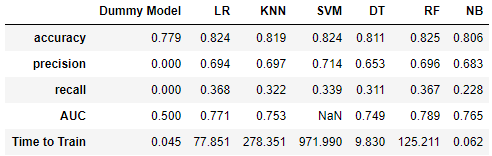 Dummy Model LR KNN SVM DT RF NB
accuracy 0.779 0.824 0.819 0.824 0.811 0.825 0.806
precision 0.000 0.694 0.697 0.714 0.653 0.696 0.683
recall 0.000 0.368 0.322 0.339 0.311 0.367 0.228
AUC 0.500 0.771 0.753 NaN 0.749 0.789 0.765
Time to Train 0.045 77.851 278.351 971.990 9.830 125.211 0.062